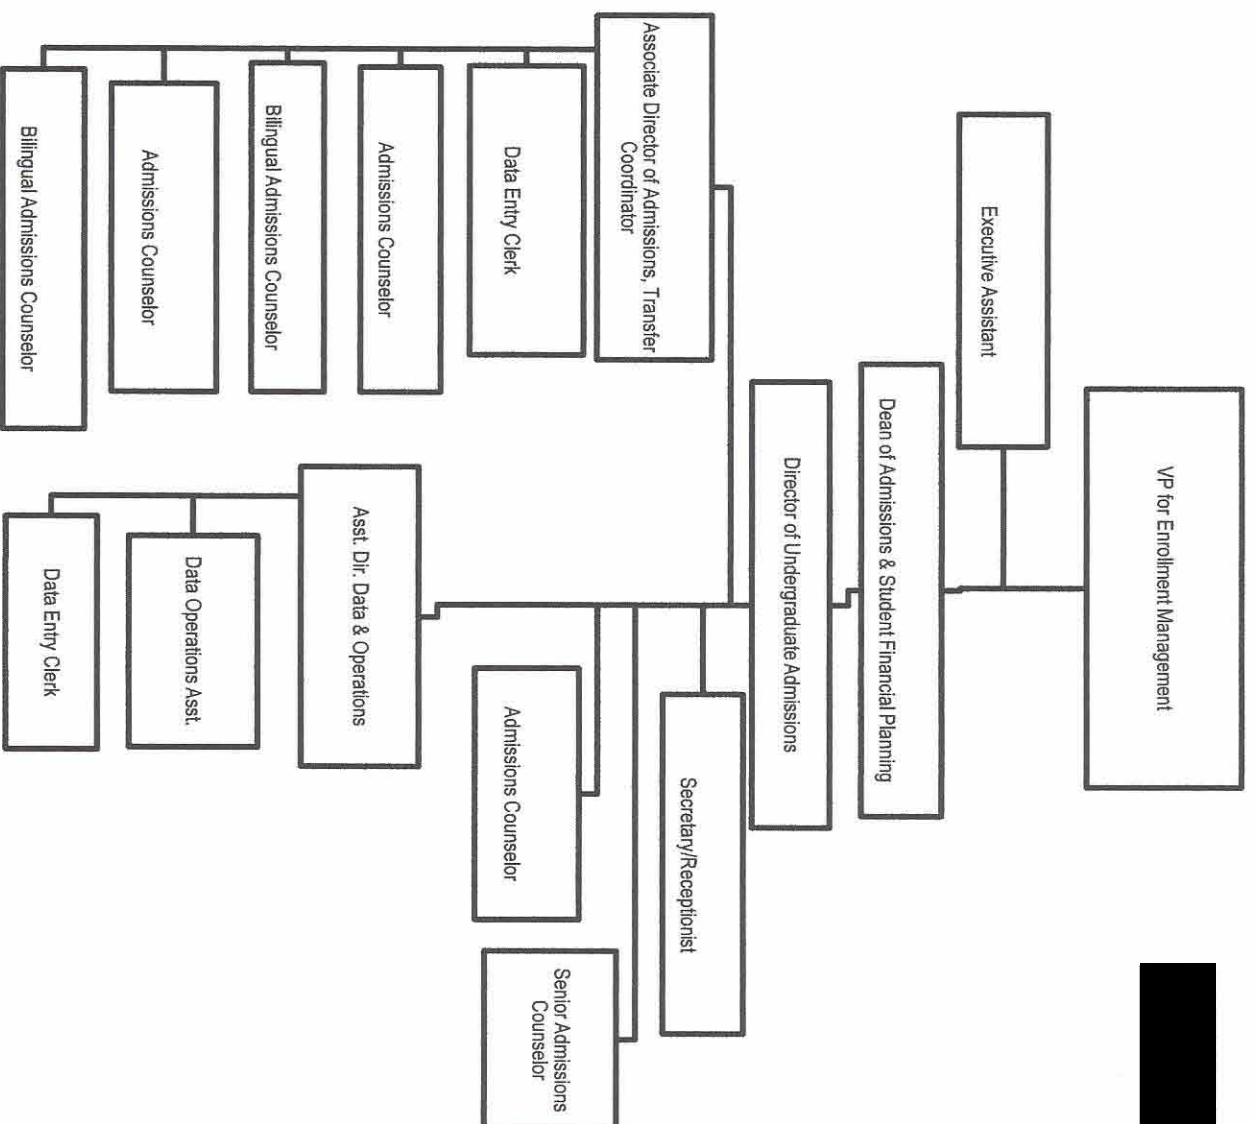 VP for Enrollment Management
Executive Assistant
Dean of Admissions & Student Financial Planning
Director of Undergraduate Admissions
Secretary/Receptionist
Associate Director of Admissions, Transfer
Coordinator
Data Entry Clerk
Admissions Counselor
Bilingual Admissions Counselor
Admissions Counselor
Bilingual Admissions Counselor
Senior Admissions
Counselor
Admissions Counselor
Asst. Dir. Data & Operations
Data Operations Asst.
Data Entry Clerk